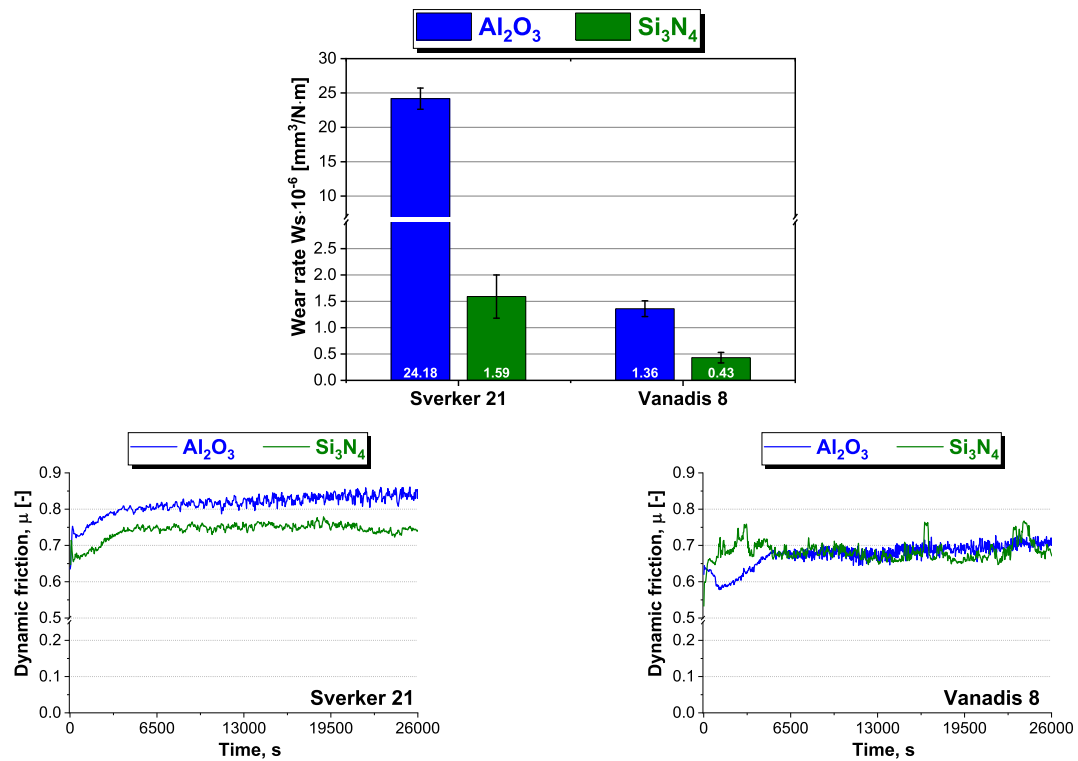 Al₂O₃ Si₃N₄
Wear rate Ws·10⁻⁶ [mm³/N·m]
30
25
20
15
10
2.5
2.0
1.5
1.0
0.5
0.0
24.18 1.59 1.36 0.43
Sverker 21 Vanadis 8
Al₂O₃ Si₃N₄
Dynamic friction, μ [-]
0.9
0.8
0.7
0.6
0.5
0.2
0.1
0.0
Sverker 21
0 6500 13000 19500 26000
Time, s
Al₂O₃ Si₃N₄
Dynamic friction, μ [-]
0.9
0.8
0.7
0.6
0.5
0.2
0.1
0.0
Vanadis 8
0 6500 13000 19500 26000
Time, s